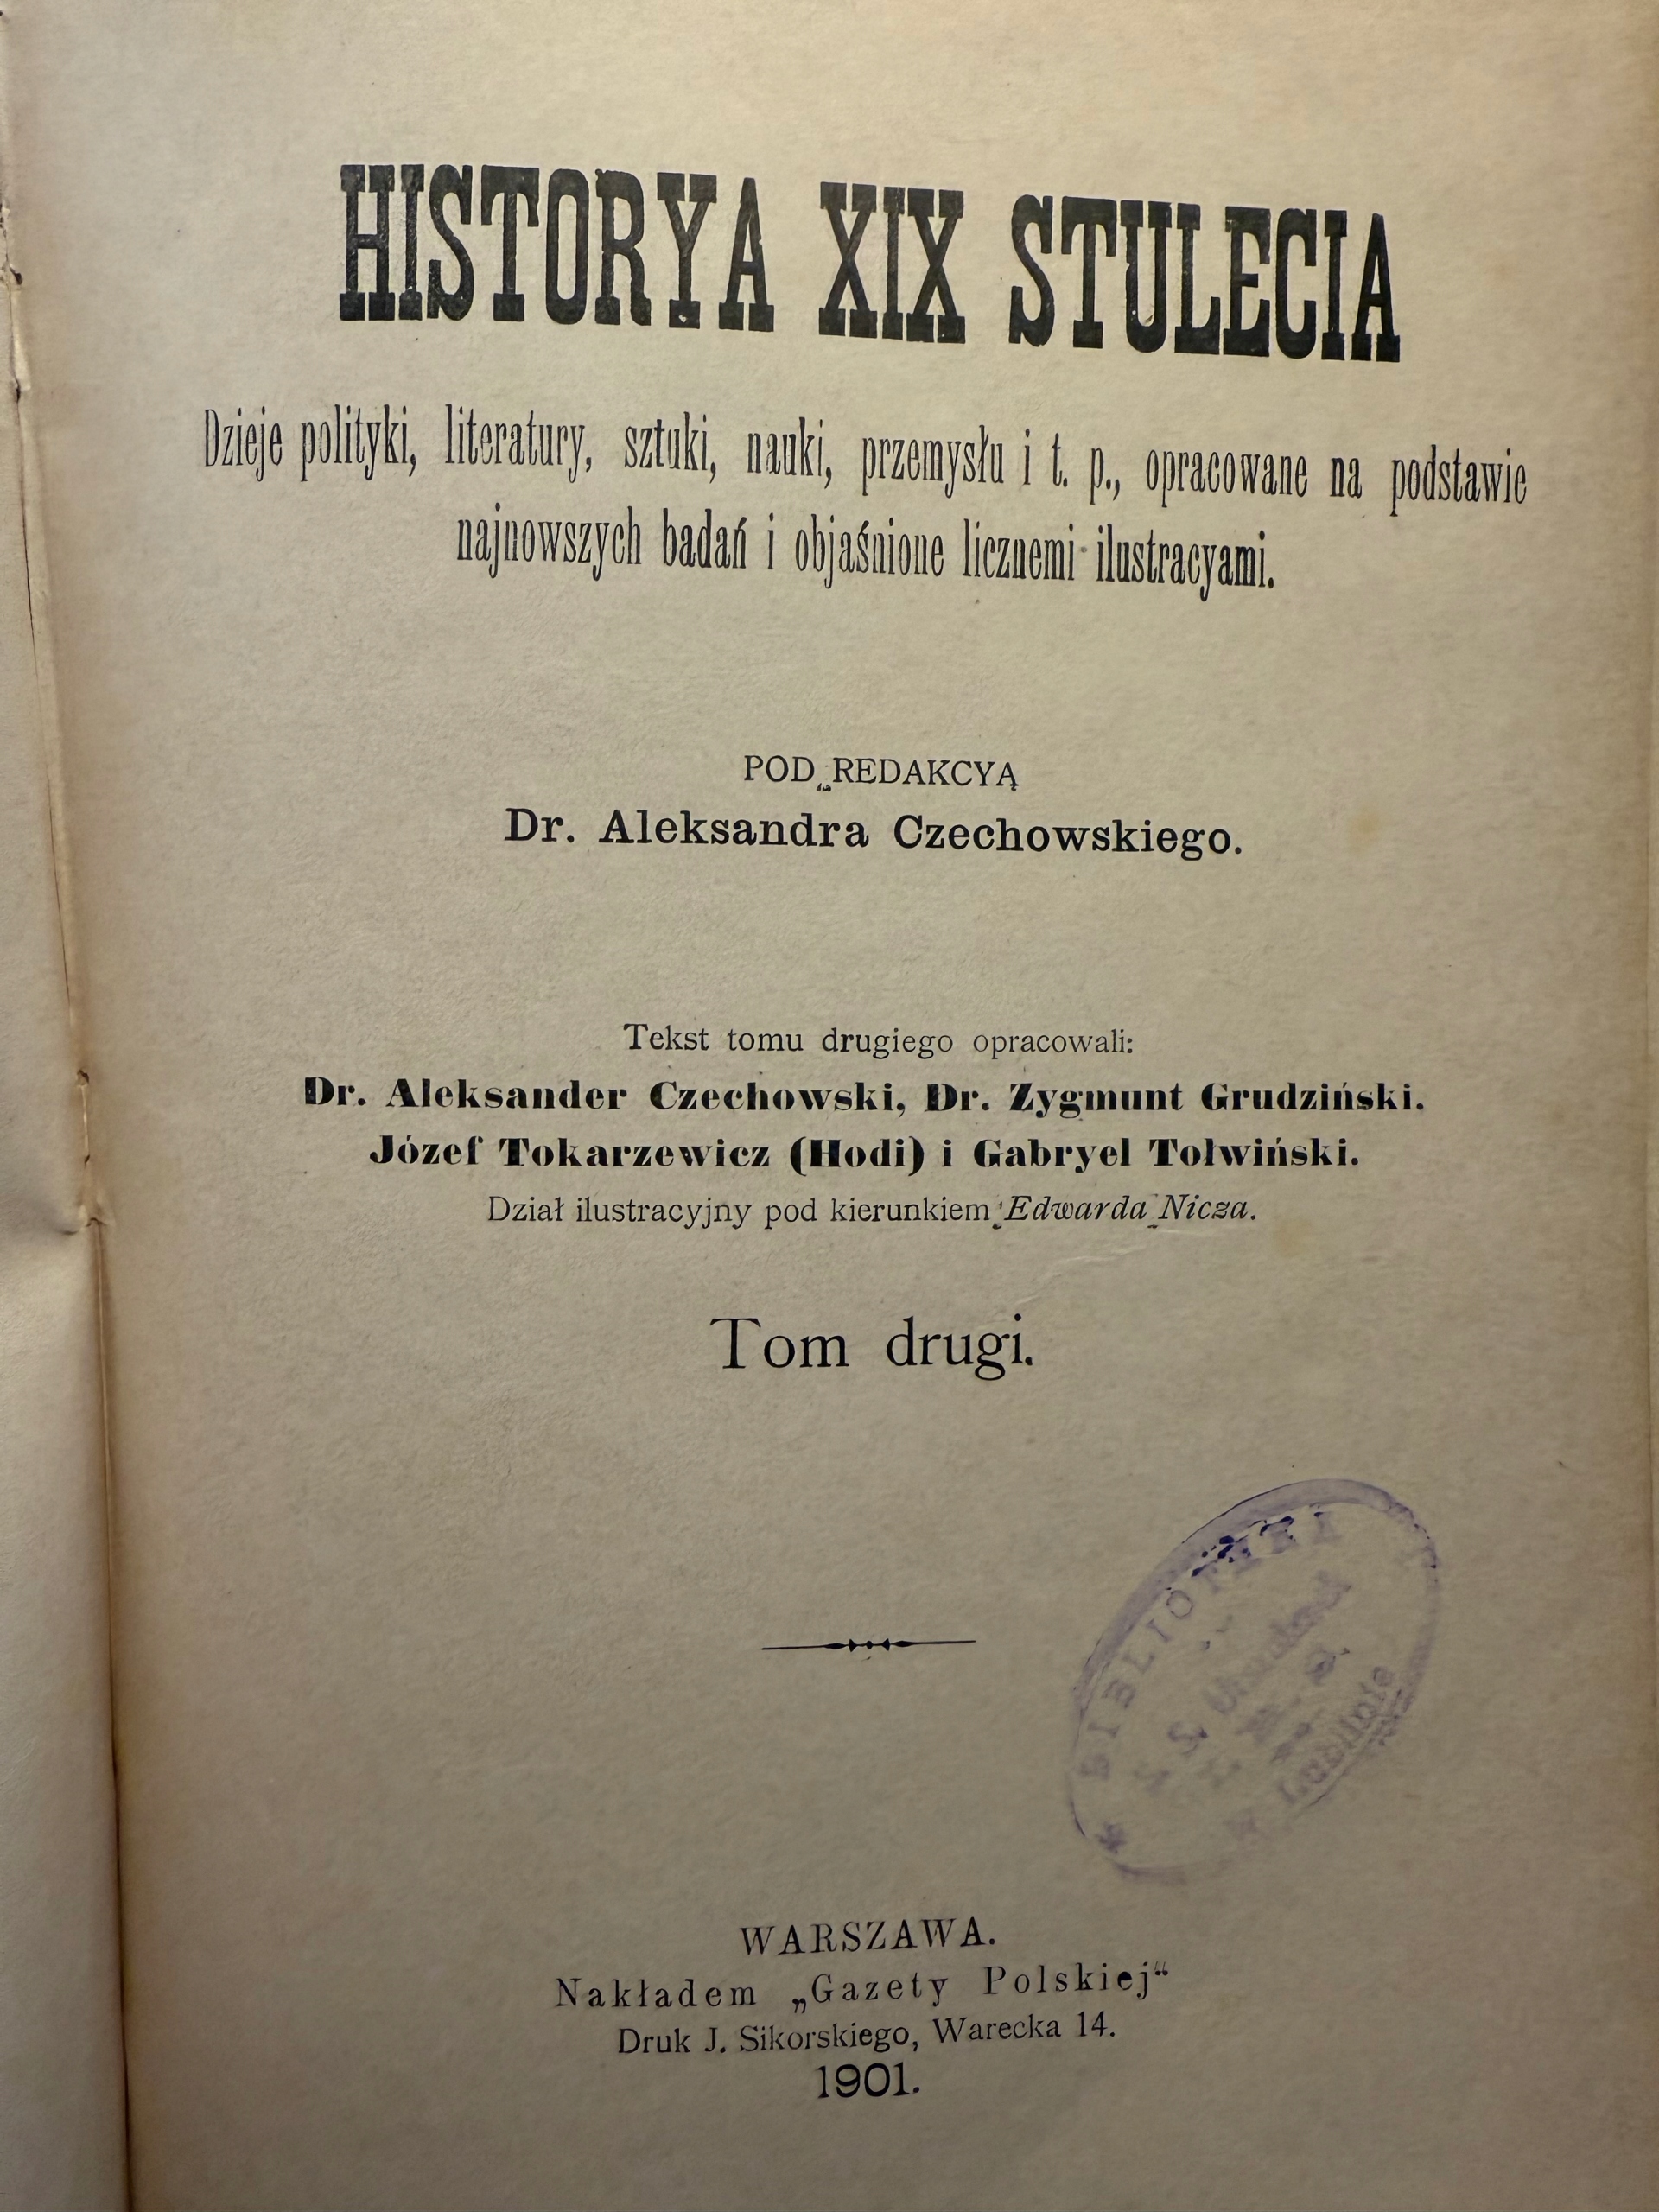 HISTORYA XIX STULECIA
Dzieje polityki, literatury, sztuki, nauki, przemysłu i t. p., opracowane na podstawie
najnowszych badań i objaśnione licznemi ilustracyami.
POD REDAKCYĄ
Dr. Aleksandra Czechowskiego.
Tekst tomu drugiego opracowali:
Dr. Aleksander Czechowski, Dr. Zygmunt Grudziński.
Józef Tokarzewicz (Hodi) i Gabryel Tołwiński.
Dział ilustracyjny pod kierunkiem Edwarda Nicza.
Tom drugi.
BIBLIOTEKA
w Lublinie
WARSZAWA.
Nakładem „Gazety Polskiej“
Druk J. Sikorskiego, Warecka 14.
1901.